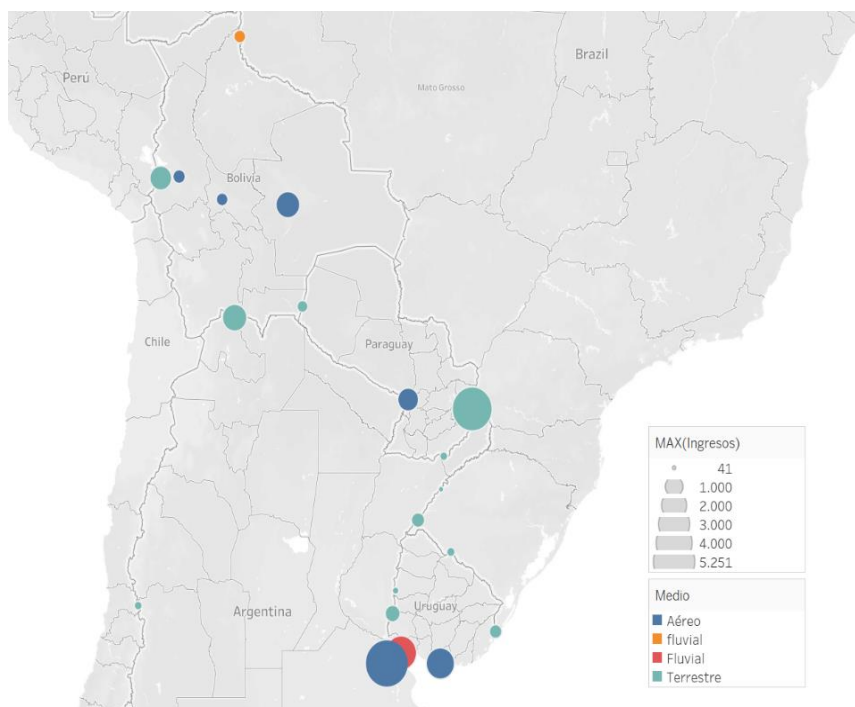 Brazil
Perú
Mato Grosso
Bolivia
Chile
Paraguay
MAX(Ingresos)
41
1.000
2.000
3.000
4.000
5.251
Medio
Aéreo
fluvial
Fluvial
Terrestre
Argentina
Uruguay